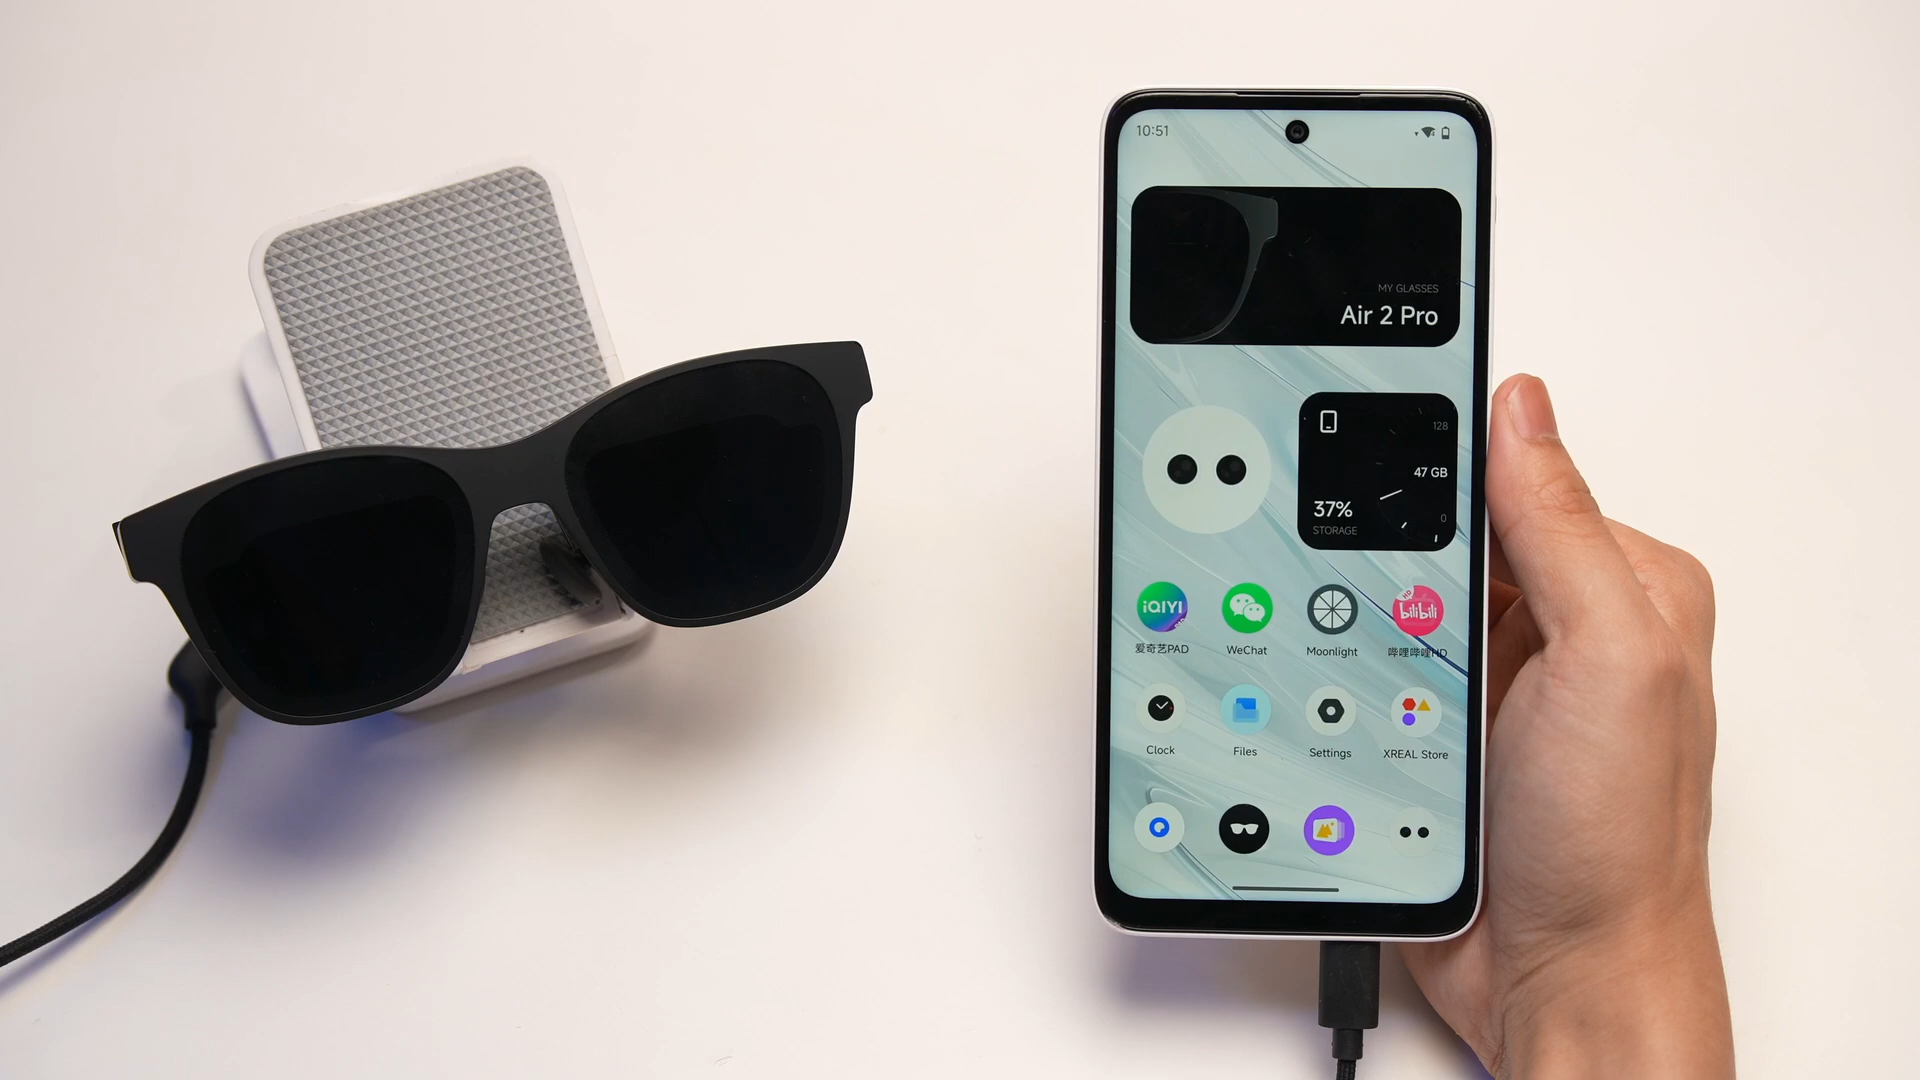 10:51
MY GLASSES
Air 2 Pro
128
47 GB
37%
0
STORAGE
iQIYI
HD
bilibili
爱奇艺PAD
WeChat
Moonlight
哔哩哔哩HD
Clock
Files
Settings
XREAL Store